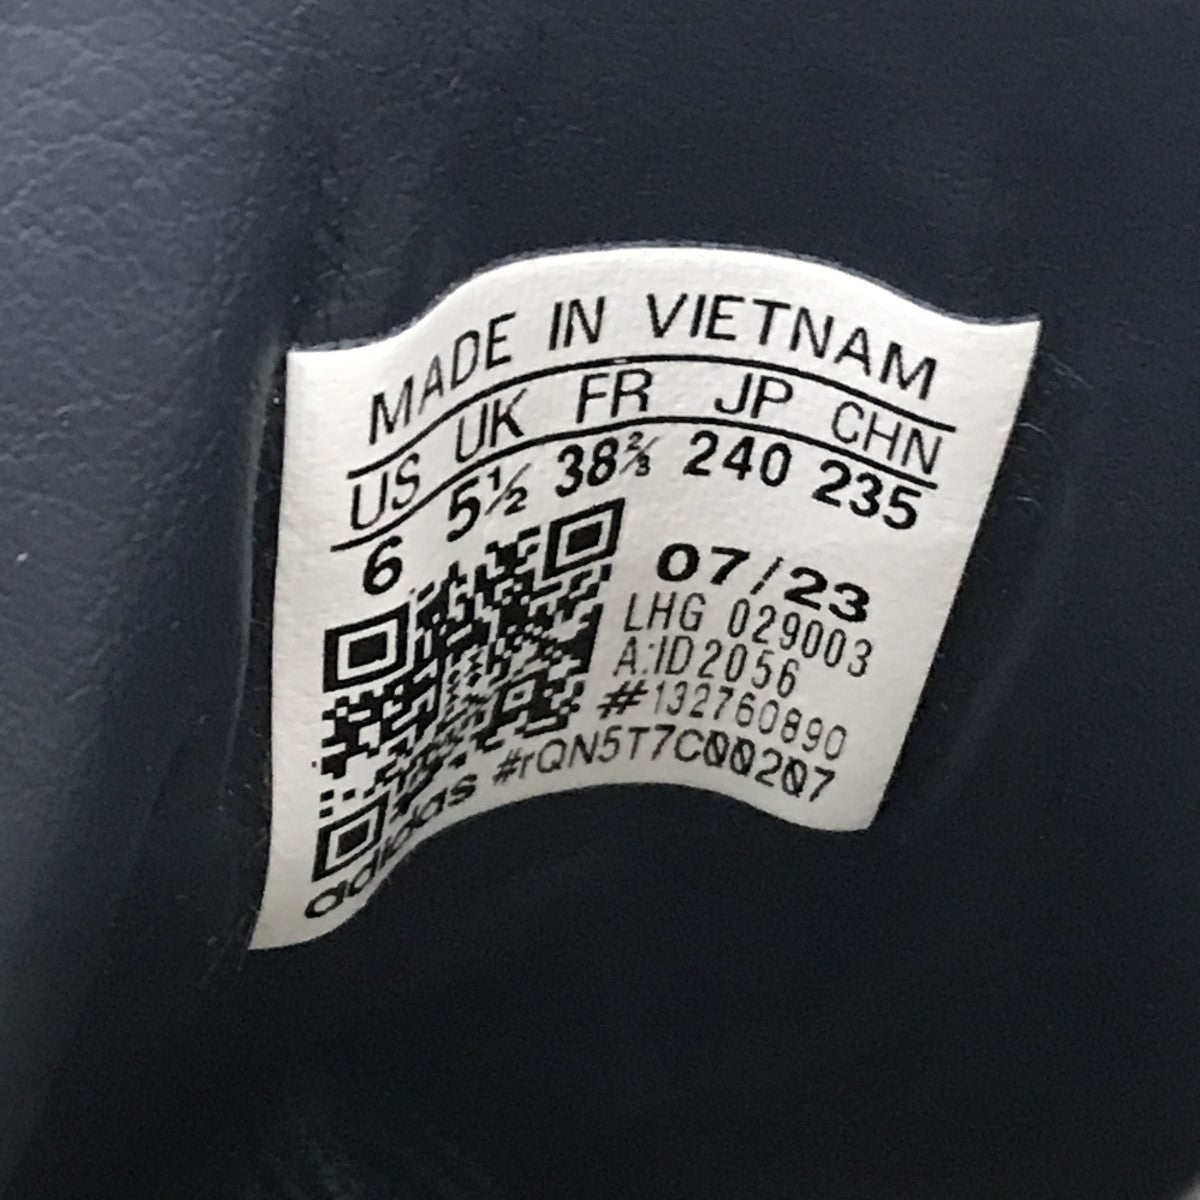 MADE IN VIETNAM
US UK FR JP CHN
6 5½ 38⅔ 240 235
07/23
LHG 029003
A:ID2056
#132760890
adidas #rQN5T7C00207